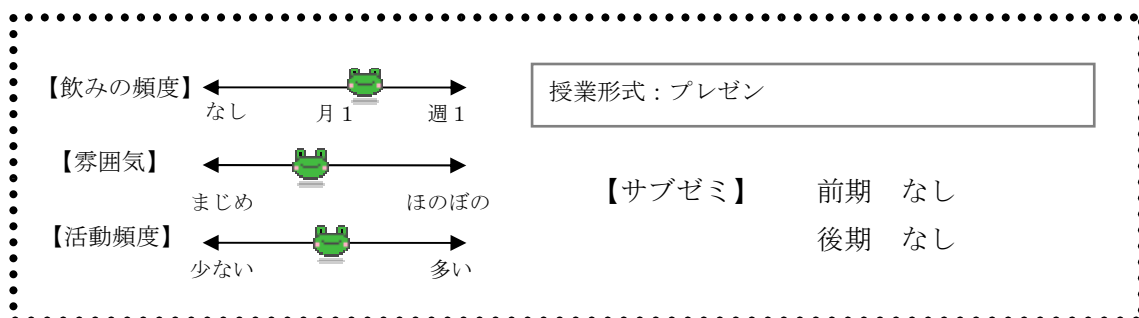 【飲みの頻度】
なし 月1 週1
【雰囲気】
まじめ ほのぼの
【活動頻度】
少ない 多い
授業形式：プレゼン
【サブゼミ】 前期 なし
後期 なし